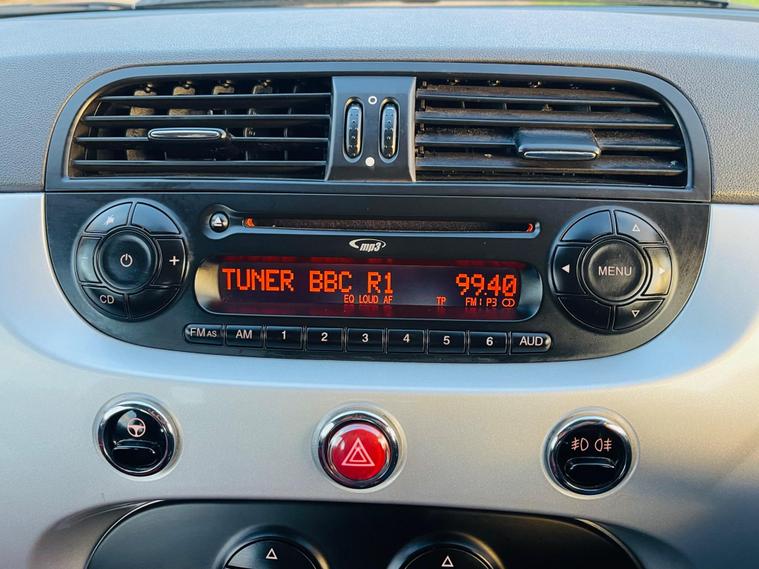 mp3
TUNER BBC R1 99.40
EQ LOUD AF TP FM1 P3
MENU
CD
FM AS AM 1 2 3 4 5 6 AUD